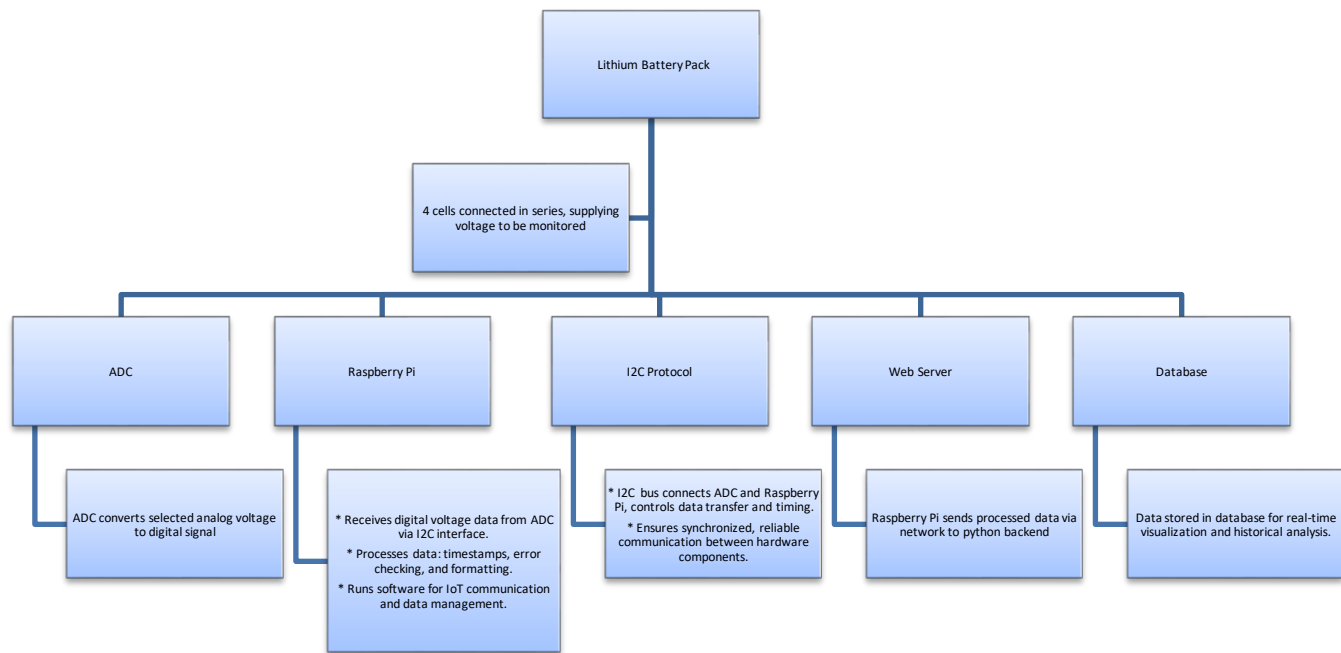 Lithium Battery Pack
4 cells connected in series, supplying
voltage to be monitored
ADC
Raspberry Pi
I2C Protocol
Web Server
Database
ADC converts selected analog voltage
to digital signal
* Receives digital voltage data from ADC
via I2C interface.
* Processes data: timestamps, error
checking, and formatting.
* Runs software for IoT communication
and data management.
* I2C bus connects ADC and Raspberry
Pi, controls data transfer and timing.
* Ensures synchronized, reliable
communication between hardware
components.
Raspberry Pi sends processed data via
network to python backend
Data stored in database for real-time
visualization and historical analysis.